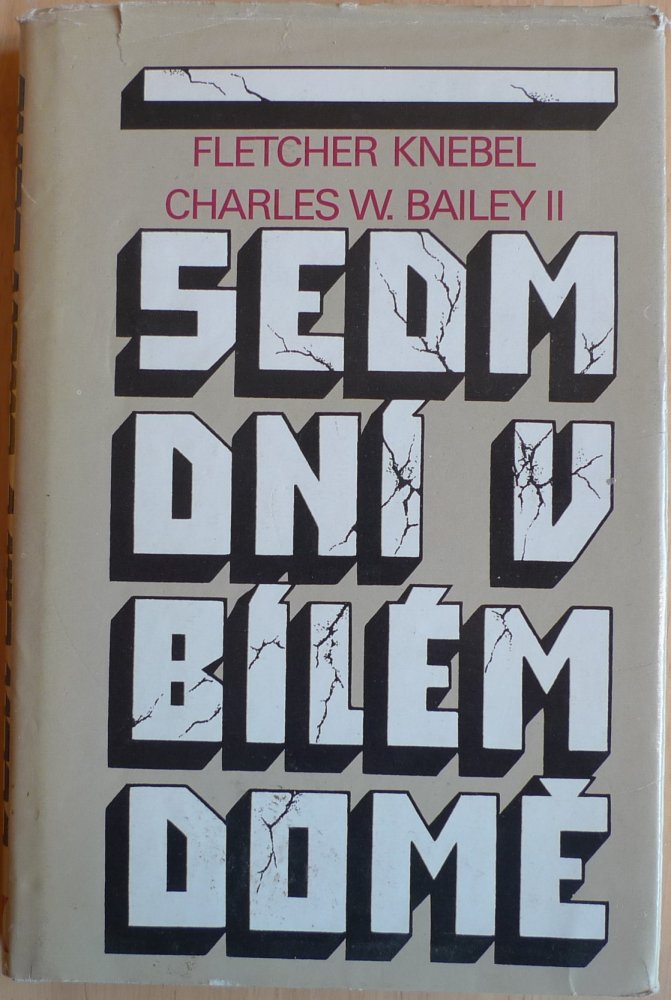 FLETCHER KNEBEL
CHARLES W. BAILEY II
SEDM
DNÍ V
BÍLÉM
DOMĚ